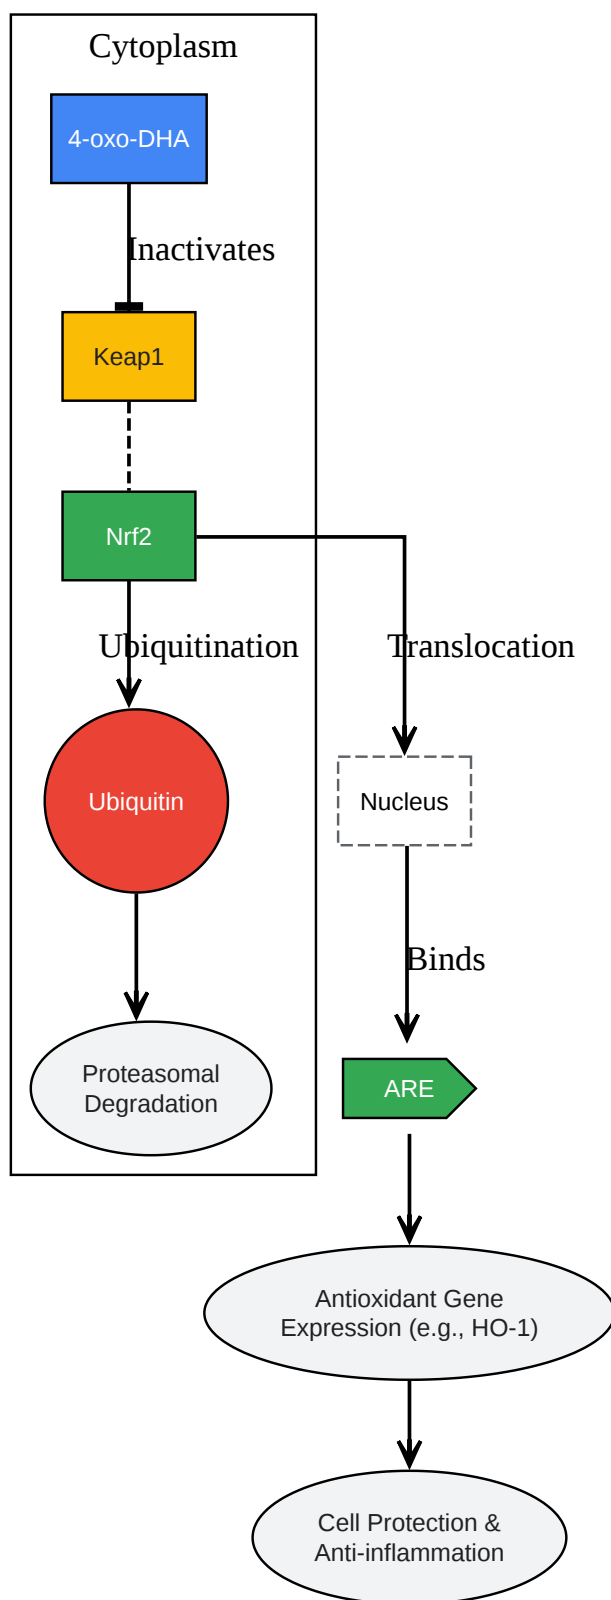 Cytoplasm
4-oxo-DHA
Inactivates
Keap1
Nrf2
Ubiquitination
Translocation
Ubiquitin
Nucleus
Binds
Proteasomal
Degradation
ARE
Antioxidant Gene
Expression (e.g., HO-1)
Cell Protection &
Anti-inflammation